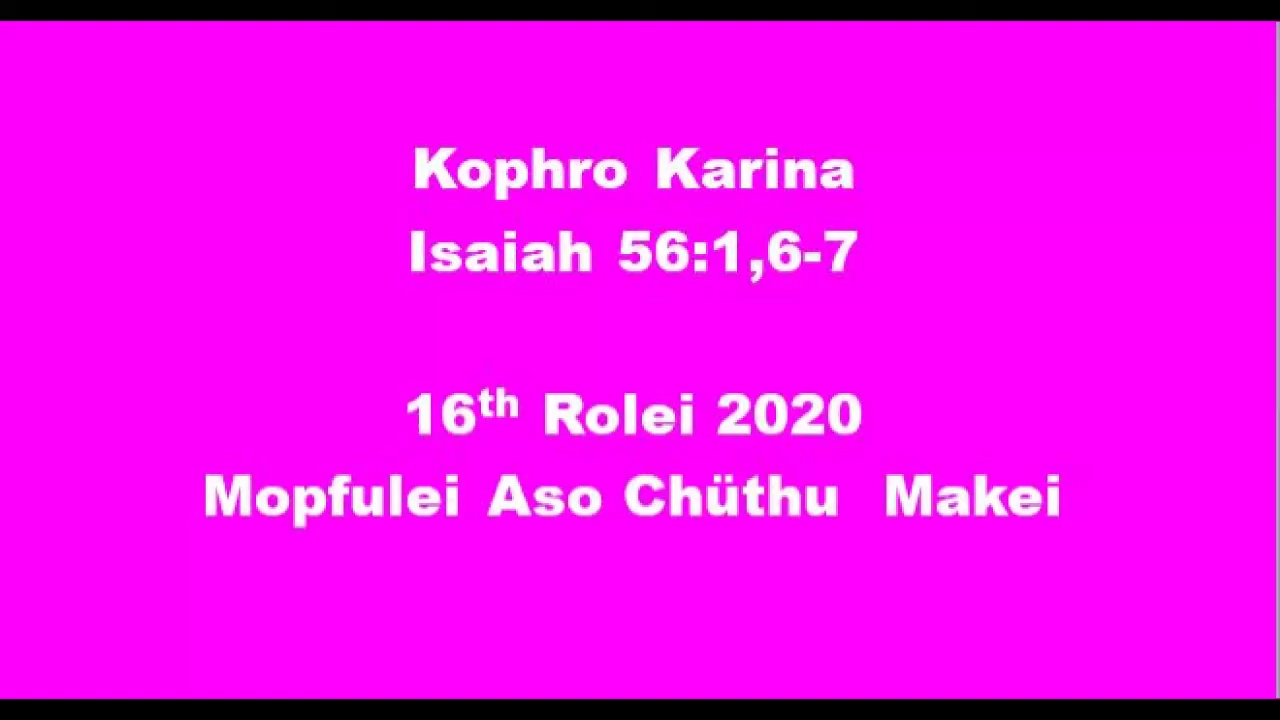 Kophro Karina
Isaiah 56:1,6-7
16th Rolei 2020
Mopfulei Aso Chüthu Makei